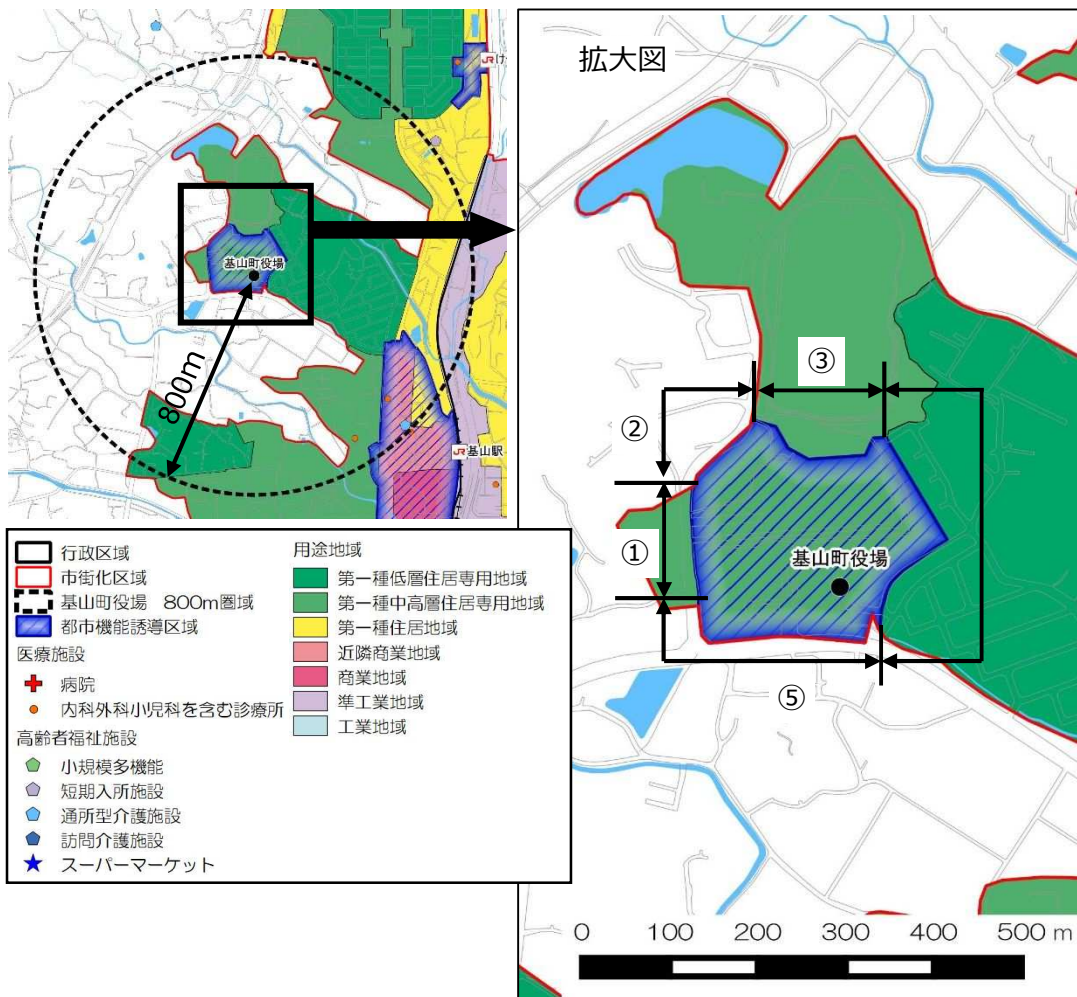 JR け
基山町役場
800m
JR 基山駅
行政区域
市街化区域
基山町役場 800m圏域
都市機能誘導区域
医療施設
病院
内科外科小児科を含む診療所
高齢者福祉施設
小規模多機能
短期入所施設
通所型介護施設
訪問介護施設
スーパーマーケット
用途地域
第一種低層住居専用地域
第一種中高層住居専用地域
第一種住居地域
近隣商業地域
商業地域
準工業地域
工業地域
拡大図
③
②
①
基山町役場
⑤
0 100 200 300 400 500 m